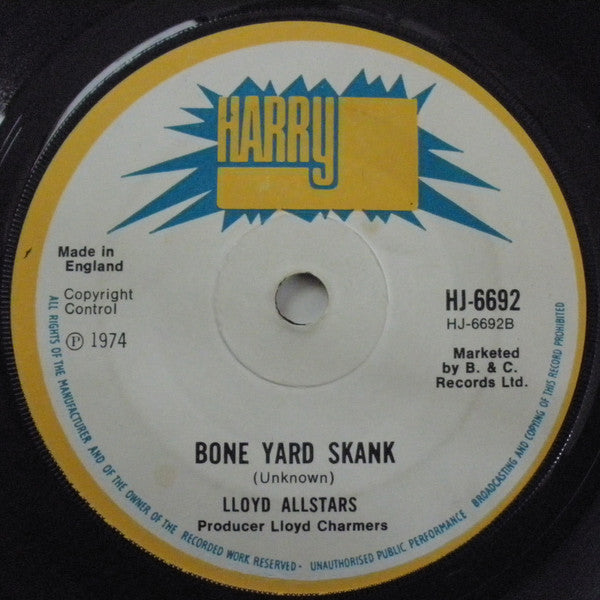 HARRY
Made in
England
Copyright
Control
Ⓟ 1974
HJ-6692
HJ-6692B
Marketed
by B. & C.
Records Ltd.
BONE YARD SKANK
(Unknown)
LLOYD ALLSTARS
Producer Lloyd Charmers
ALL RIGHTS OF THE MANUFACTURER AND OF THE OWNER OF THE RECORDED WORK RESERVED - UNAUTHORISED PUBLIC PERFORMANCE BROADCASTING AND COPYING OF THIS RECORD PROHIBITED